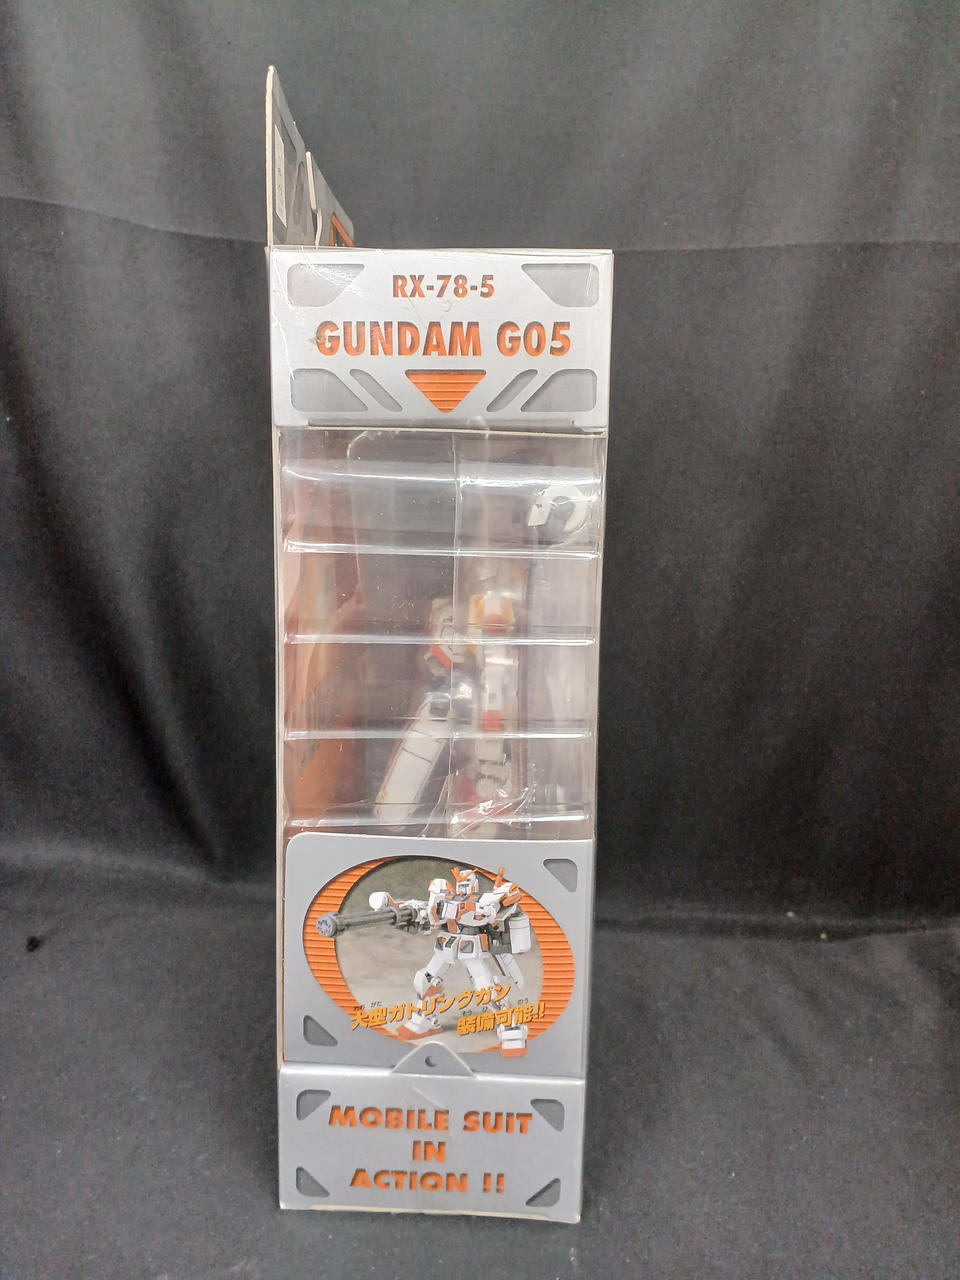 RX-78-5
GUNDAM G05
大型ガトリングガン
装備可能!!
MOBILE SUIT
IN
ACTION !!